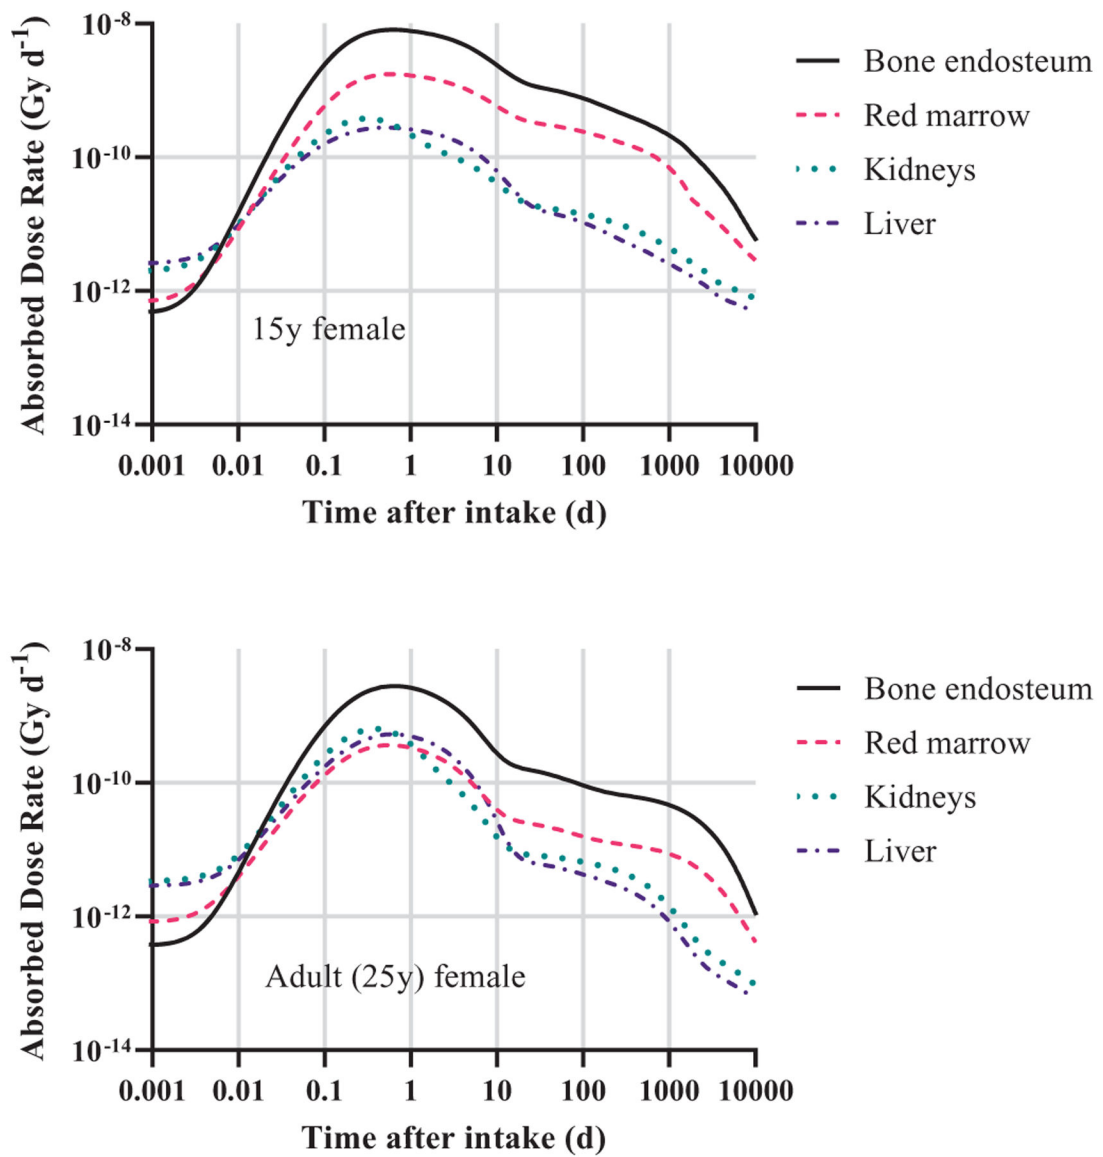 Absorbed Dose Rate (Gy d⁻¹)
10⁻⁸
10⁻¹⁰
10⁻¹²
10⁻¹⁴
15y female
0.001 0.01 0.1 1 10 100 1000 10000
Time after intake (d)
Bone endosteum
Red marrow
Kidneys
Liver
Absorbed Dose Rate (Gy d⁻¹)
10⁻⁸
10⁻¹⁰
10⁻¹²
10⁻¹⁴
Adult (25y) female
0.001 0.01 0.1 1 10 100 1000 10000
Time after intake (d)
Bone endosteum
Red marrow
Kidneys
Liver